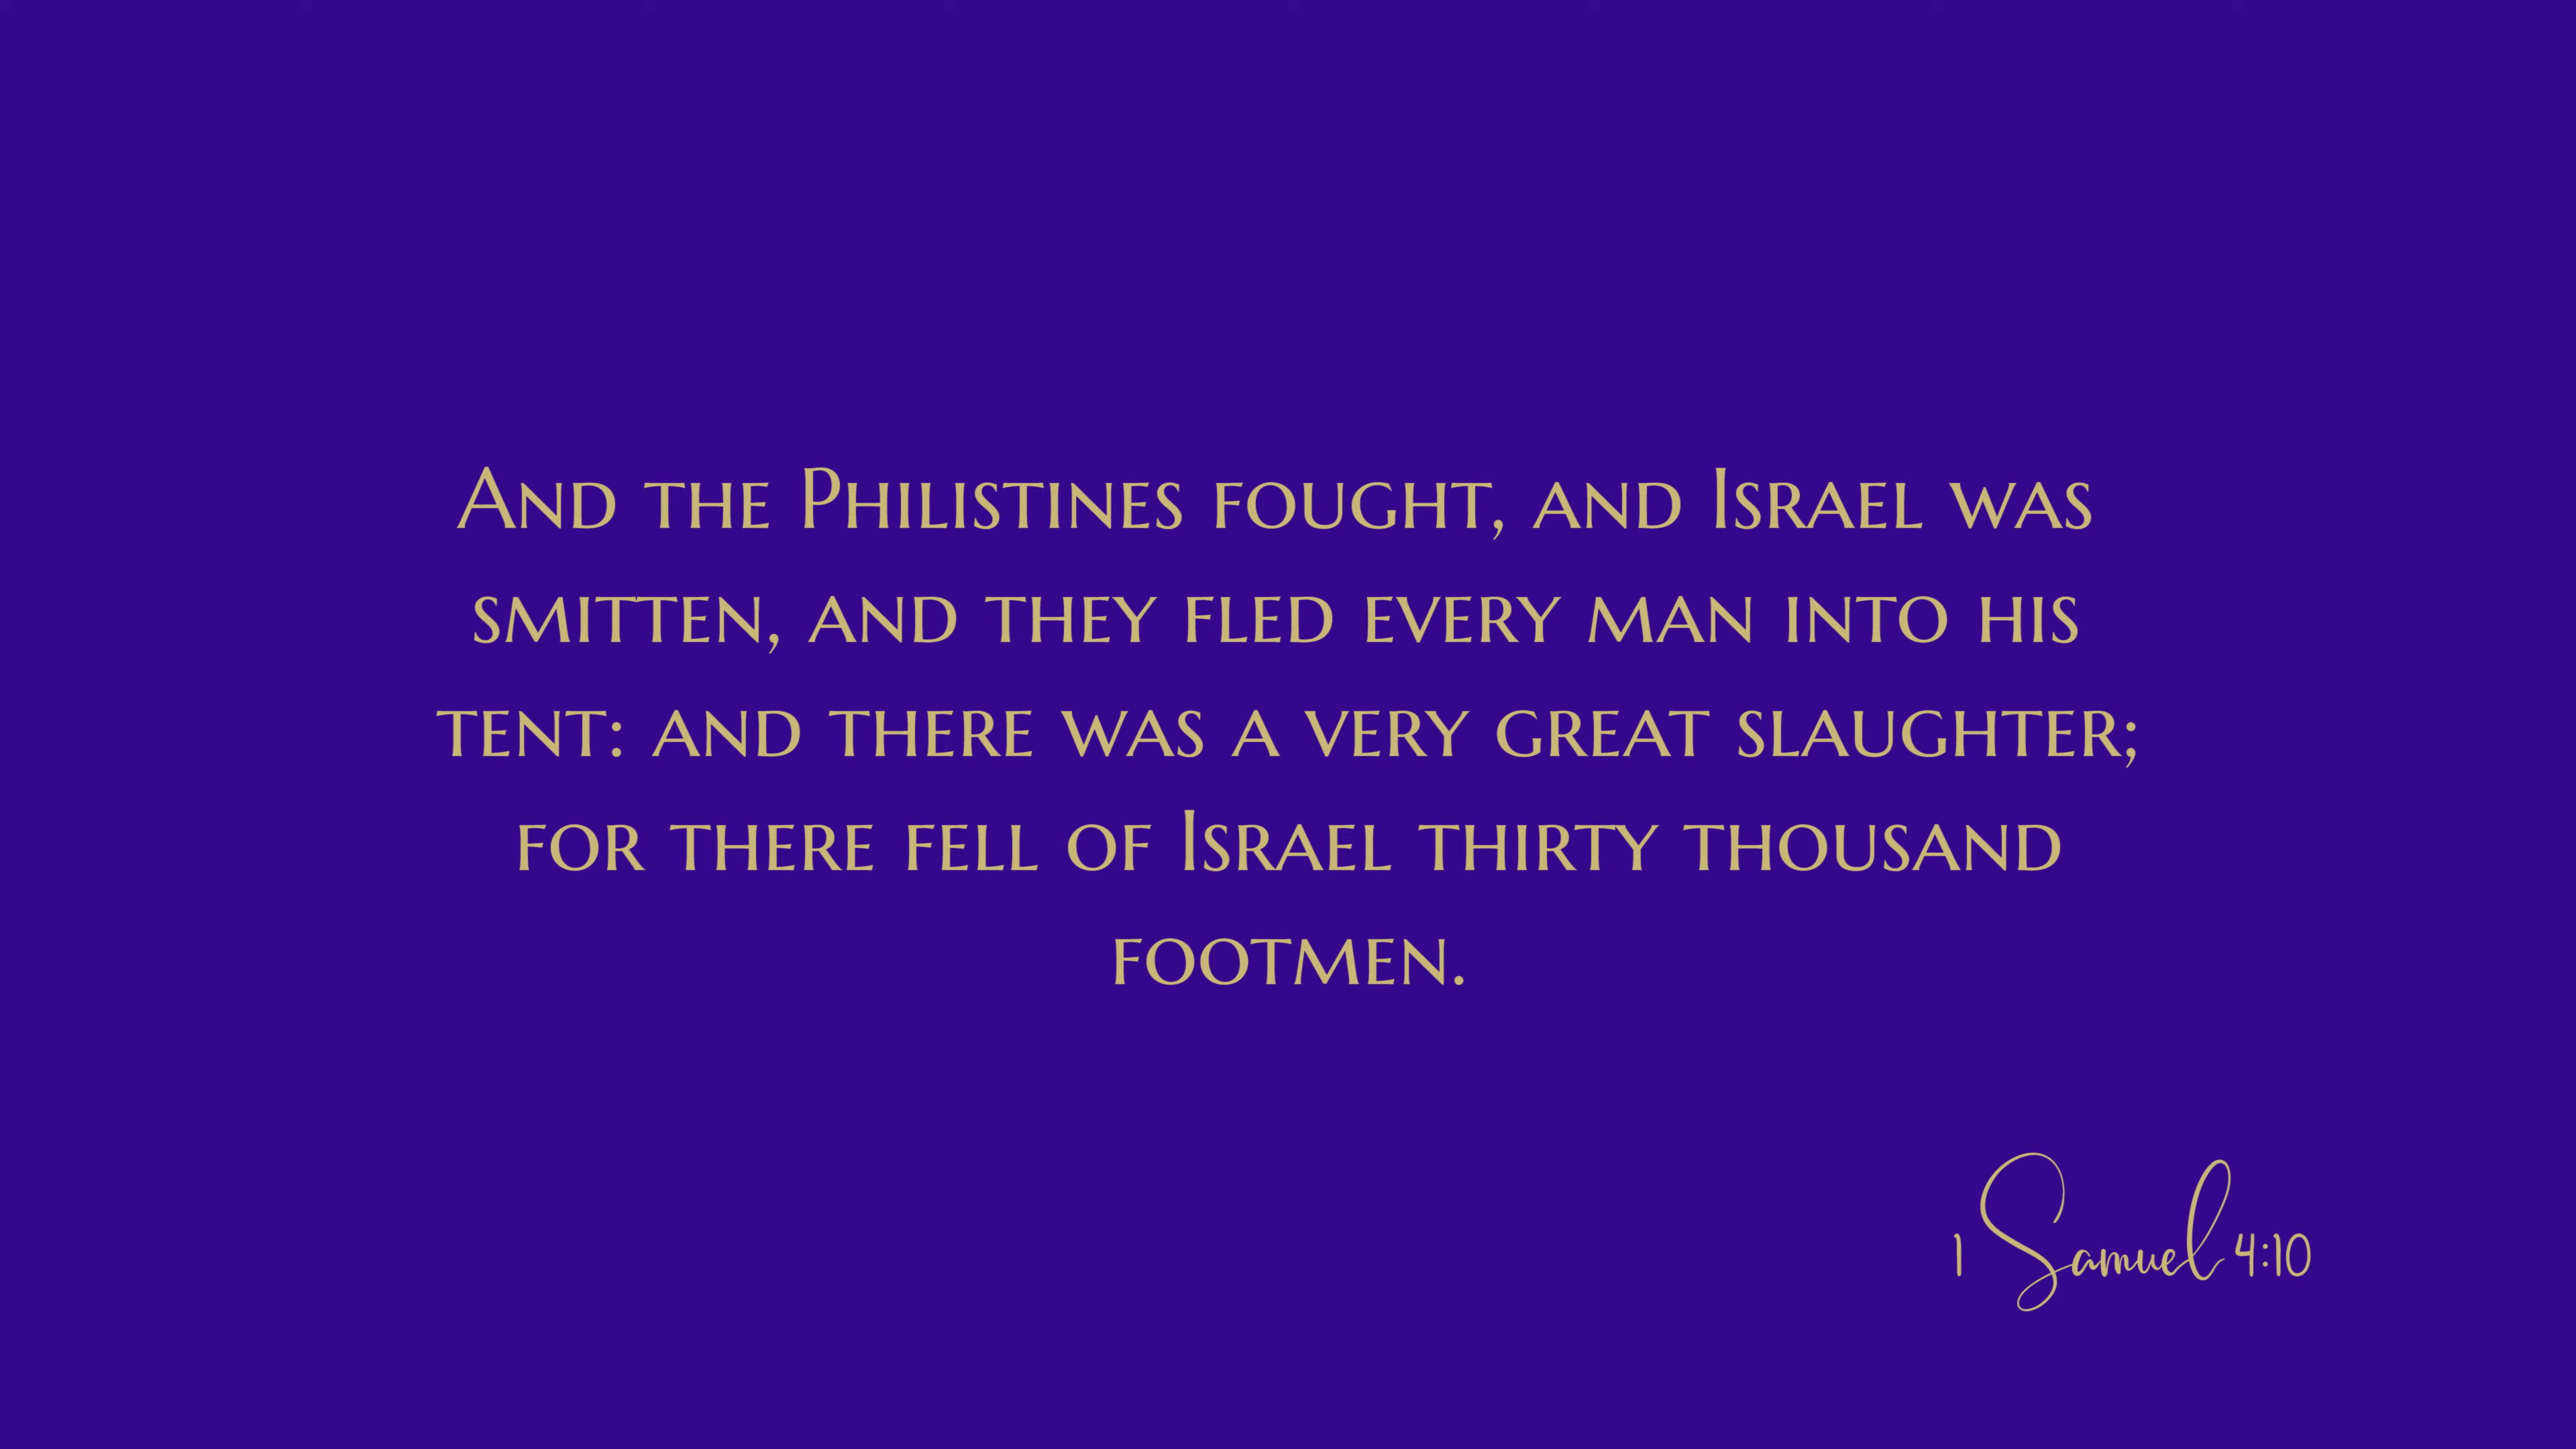 And the Philistines fought, and Israel was
smitten, and they fled every man into his
tent: and there was a very great slaughter;
for there fell of Israel thirty thousand
footmen.
1 Samuel 4:10